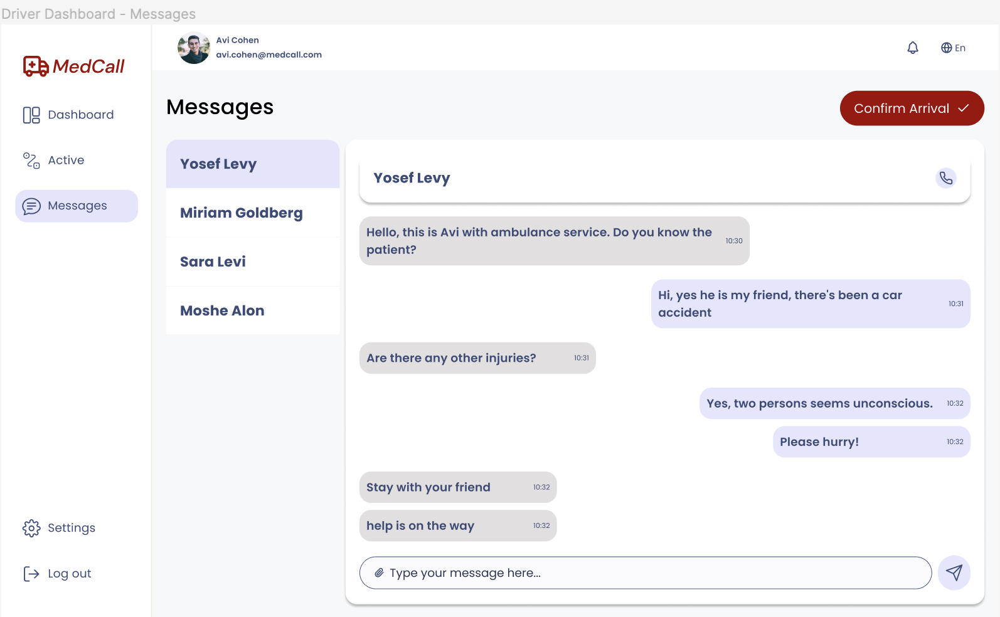 Driver Dashboard - Messages
MedCall
Avi Cohen
avi.cohen@medcall.com
En
Dashboard
Active
Messages
Settings
Log out
Messages
Confirm Arrival
Yosef Levy
Miriam Goldberg
Sara Levi
Moshe Alon
Yosef Levy
Hello, this is Avi with ambulance service. Do you know the
patient?
10:30
Hi, yes he is my friend, there's been a car
accident
10:31
Are there any other injuries?
10:31
Yes, two persons seems unconscious.
10:32
Please hurry!
10:32
Stay with your friend
10:32
help is on the way
10:32
Type your message here...